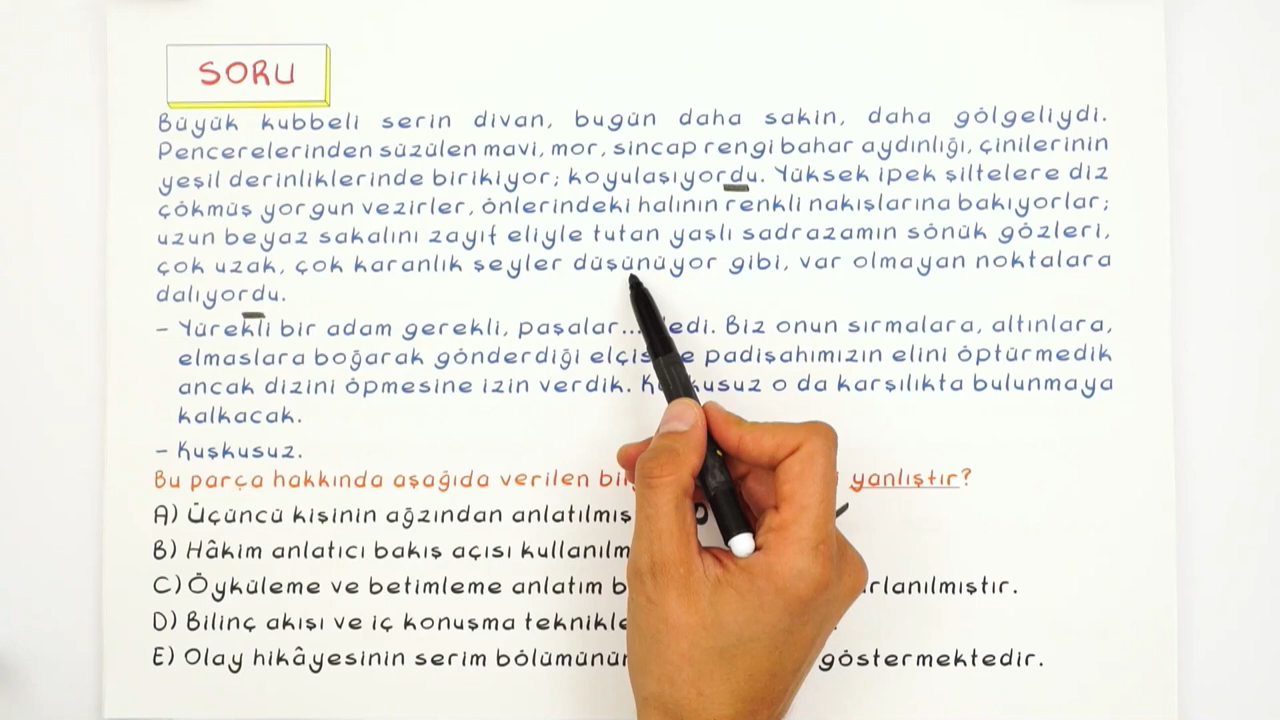 SORU
Büyük kubbeli serin divan, bugün daha sakin, daha gölgeliydi.
Pencerelerinden süzülen mavi, mor, sincap rengi bahar aydınlığı, çinilerinin
yeşil derinliklerinde birikiyor; koyulaşıyordu. Yüksek ipek şiltelere diz
çökmüş yorgun vezirler, önlerindeki halının renkli nakışlarına bakıyorlar;
uzun beyaz sakalını zayıf eliyle tutan yaşlı sadrazamın sönük gözleri,
çok uzak, çok karanlık şeyler düşünüyor gibi, var olmayan noktalara
dalıyordu.
- Yürekli bir adam gerekli, paşalar... dedi. Biz onun sırmalara, altınlara,
elmaslara boğarak gönderdiği padişahımızın elini öptürmedik
ancak dizini öpmesine izin verdik. Kuşkusuz o da karşılıkta bulunmaya
kalkacak.
- Kuşkusuz.
Bu parça hakkında aşağıda verilen yanlıştır?
A) Üçüncü kişinin ağzından anlatılmış
B) Hâkim anlatıcı bakış açısı
C) Öyküleme ve betimleme anlatım
D) Bilinç akışı ve iç konuşma
E) Olay hikâyesinin serim göstermektedir.